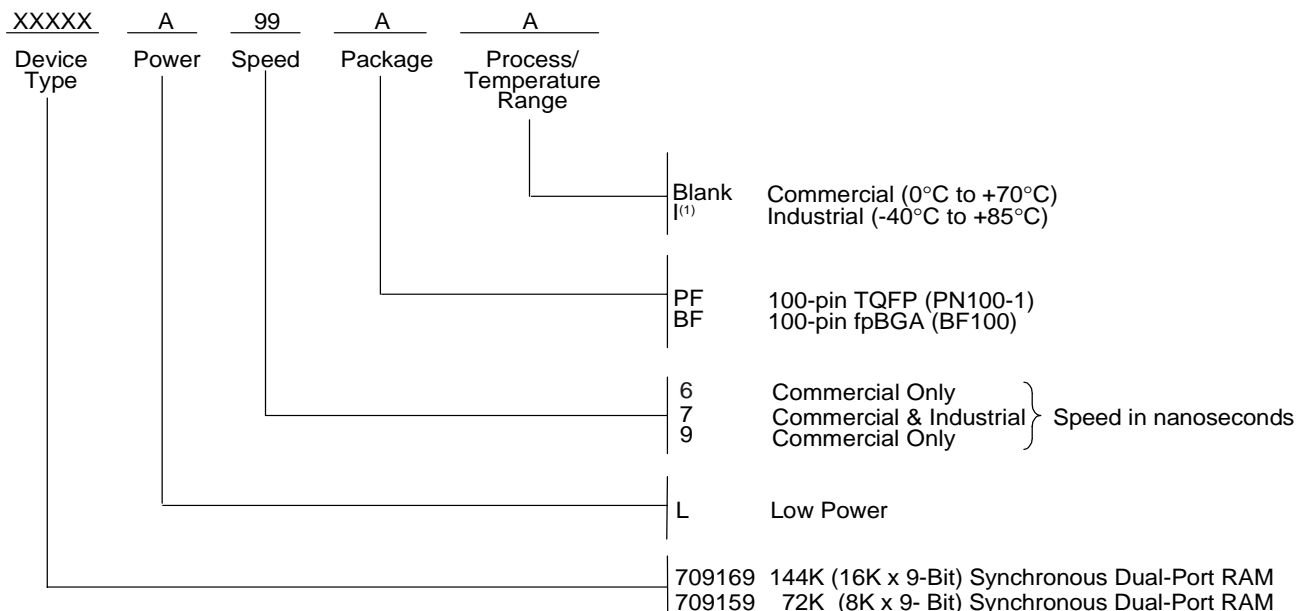 XXXXX A 99 A A
Device Type Power Speed Package Process/ Temperature Range
Blank Commercial (0°C to +70°C)
I(1) Industrial (-40°C to +85°C)
PF 100-pin TQFP (PN100-1)
BF 100-pin fpBGA (BF100)
6 Commercial Only
7 Commercial & Industrial Speed in nanoseconds
9 Commercial Only
L Low Power
709169 144K (16K x 9-Bit) Synchronous Dual-Port RAM
709159 72K (8K x 9- Bit) Synchronous Dual-Port RAM